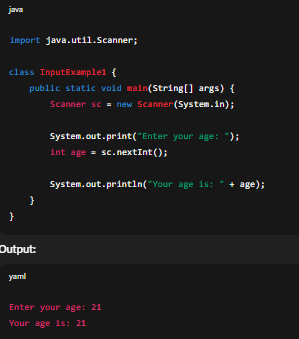 java
import java.util.Scanner;
class InputExample1 {
public static void main(String[] args) {
Scanner sc = new Scanner(System.in);
System.out.print("Enter your age: ");
int age = sc.nextInt();
System.out.println("Your age is: " + age);
}
}
Output:
yaml
Enter your age: 21
Your age is: 21